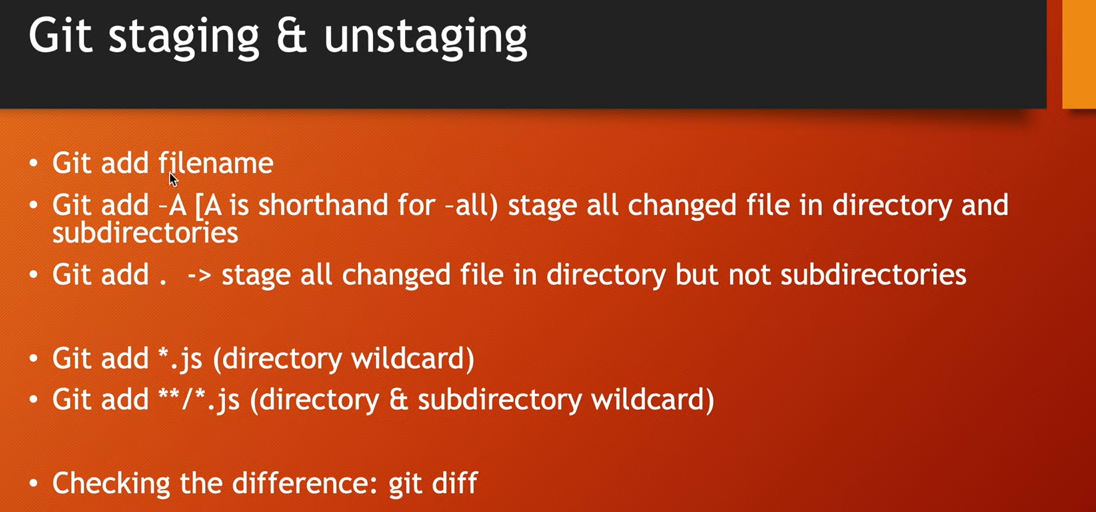 Git staging & unstaging
• Git add filename
• Git add –A [A is shorthand for –all) stage all changed file in directory and
subdirectories
• Git add .  -> stage all changed file in directory but not subdirectories
• Git add *.js (directory wildcard)
• Git add **/*.js (directory & subdirectory wildcard)
• Checking the difference: git diff